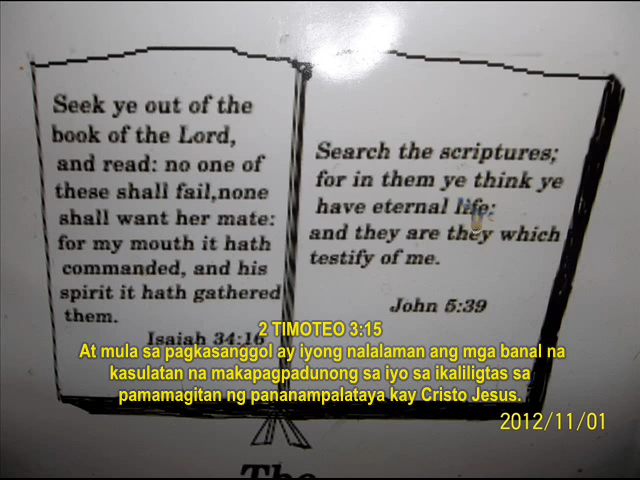 Seek ye out of the
book of the Lord,
and read: no one of
these shall fail,none
shall want her mate:
for my mouth it hath
commanded, and his
spirit it hath gathered
them.
Isaiah 34:16
Search the scriptures;
for in them ye think ye
have eternal life:
and they are they which
testify of me.
John 5:39
2 TIMOTEO 3:15
At mula sa pagkasanggol ay iyong nalalaman ang mga banal na
kasulatan na makapagpadunong sa iyo sa ikaliligtas sa
pamamagitan ng pananampalataya kay Cristo Jesus.
2012/11/01
The